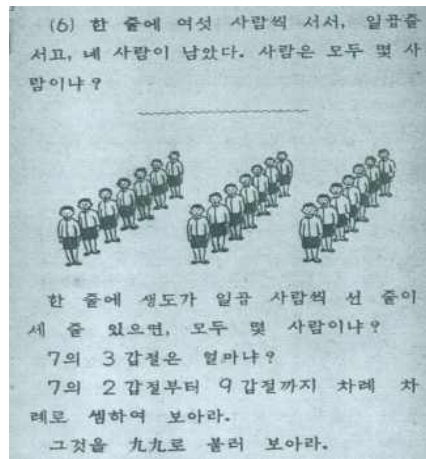 (6) 한 줄에 여섯 사람씩 서서, 일곱줄
서고, 네 사람이 남았다. 사람은 모두 몇 사
람이냐?
한 줄에 생도가 일곱 사람씩 선 줄이
세 줄 있으면, 모두 몇 사람이냐?
7의 3 갑절은 얼마냐?
7의 2 갑절부터 9 갑절까지 차례 차
례로 셈하여 보아라.
그것을 九九로 불러 보아라.